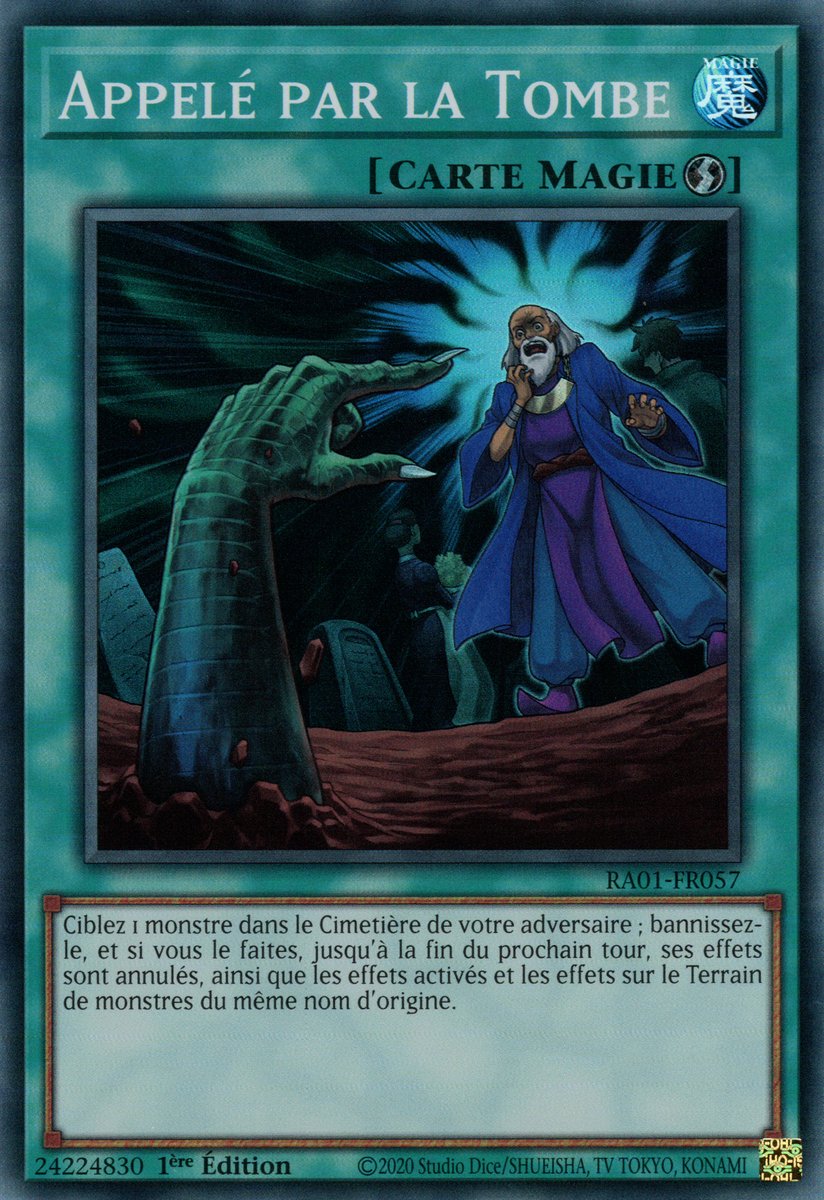 Appelé par la Tombe
MAGIE
魔
[Carte Magie]
RA01-FR057
Ciblez 1 monstre dans le Cimetière de votre adversaire ; bannissez-
le, et si vous le faites, jusqu'à la fin du prochain tour, ses effets
sont annulés, ainsi que les effets activés et les effets sur le Terrain
de monstres du même nom d'origine.
24224830 1ère Édition ©2020 Studio Dice/SHUEISHA, TV TOKYO, KONAMI